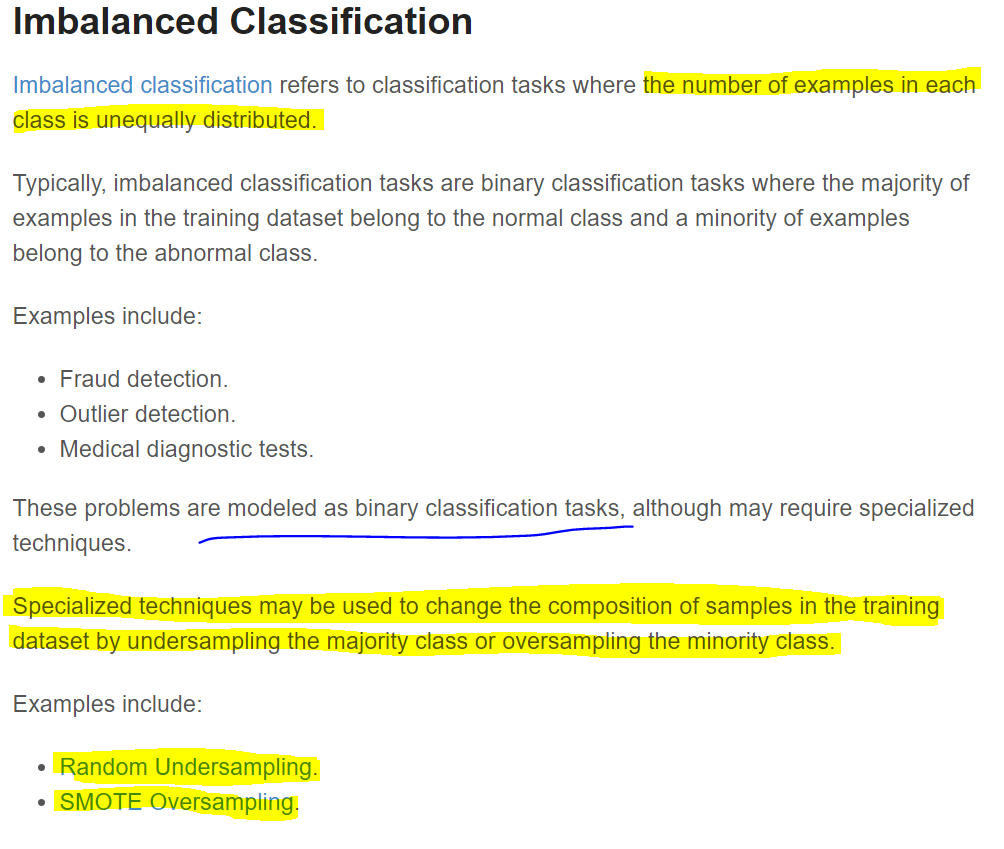 Imbalanced Classification
Imbalanced classification refers to classification tasks where the number of examples in each
class is unequally distributed.
Typically, imbalanced classification tasks are binary classification tasks where the majority of
examples in the training dataset belong to the normal class and a minority of examples
belong to the abnormal class.
Examples include:
• Fraud detection.
• Outlier detection.
• Medical diagnostic tests.
These problems are modeled as binary classification tasks, although may require specialized
techniques.
Specialized techniques may be used to change the composition of samples in the training
dataset by undersampling the majority class or oversampling the minority class.
Examples include:
• Random Undersampling.
• SMOTE Oversampling.